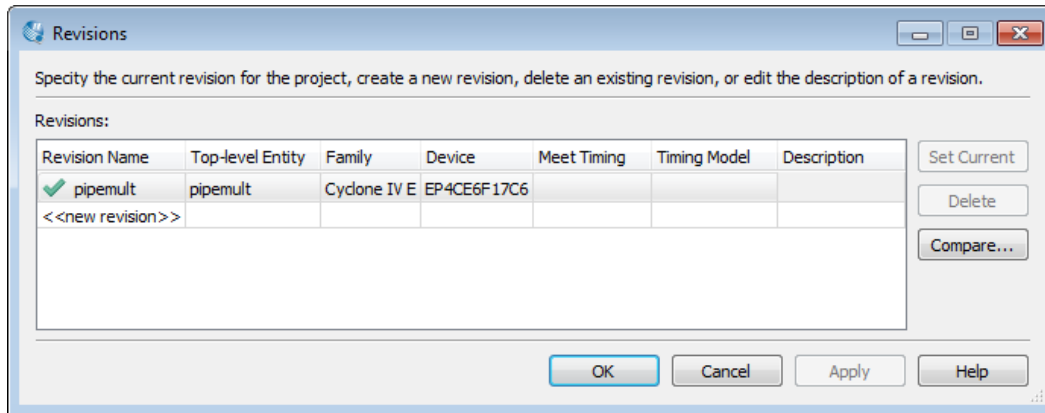 Revisions
Specify the current revision for the project, create a new revision, delete an existing revision, or edit the description of a revision.
Revisions:
Revision Name Top-level Entity Family Device Meet Timing Timing Model Description
pipemult pipemult Cyclone IV E EP4CE6F17C6
<<new revision>>
Set Current
Delete
Compare...
OK Cancel Apply Help